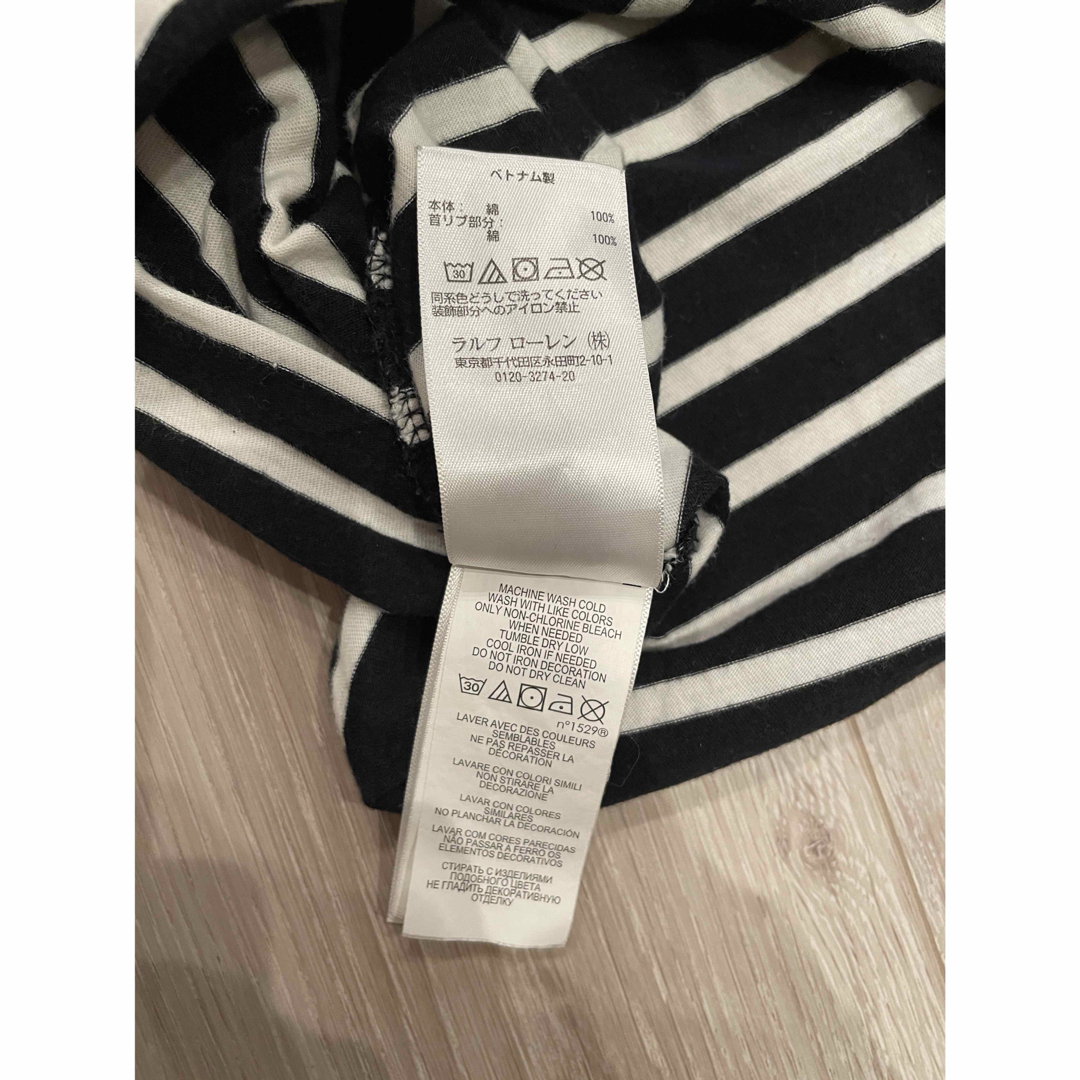 ベトナム製
本体： 綿 100%
首リブ部分：
綿 100%
30
同系色どうしで洗ってください
装飾部分へのアイロン禁止
ラルフ ローレン（株）
東京都千代田区永田町2-10-1
0120-3274-20
MACHINE WASH COLD
WASH WITH LIKE COLORS
ONLY NON-CHLORINE BLEACH
WHEN NEEDED
TUMBLE DRY LOW
COOL IRON IF NEEDED
DO NOT IRON DECORATION
DO NOT DRY CLEAN
30
n°1529®
LAVER AVEC DES COULEURS
SEMBLABLES
NE PAS REPASSER LA
DÉCORATION
LAVARE CON COLORI SIMILI
NON STIRARE LA
DECORAZIONE
LAVAR CON COLORES
SIMILARES
NO PLANCHAR LA DECORACIÓN
LAVAR COM CORES PARECIDAS
NÃO PASSAR A FERRO OS
ELEMENTOS DECORATIVOS
СТИРАТЬ С ИЗДЕЛИЯМИ
ПОДОБНОГО ЦВЕТА
НЕ ГЛАДИТЬ ДЕКОРАТИВНУЮ
ОТДЕЛКУ